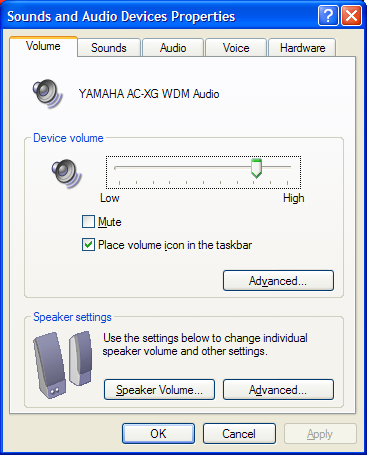 Sounds and Audio Devices Properties
Volume Sounds Audio Voice Hardware
YAMAHA AC-XG WDM Audio
Device volume
Low High
Mute
Place volume icon in the taskbar
Advanced...
Speaker settings
Use the settings below to change individual
speaker volume and other settings.
Speaker Volume... Advanced...
OK Cancel Apply